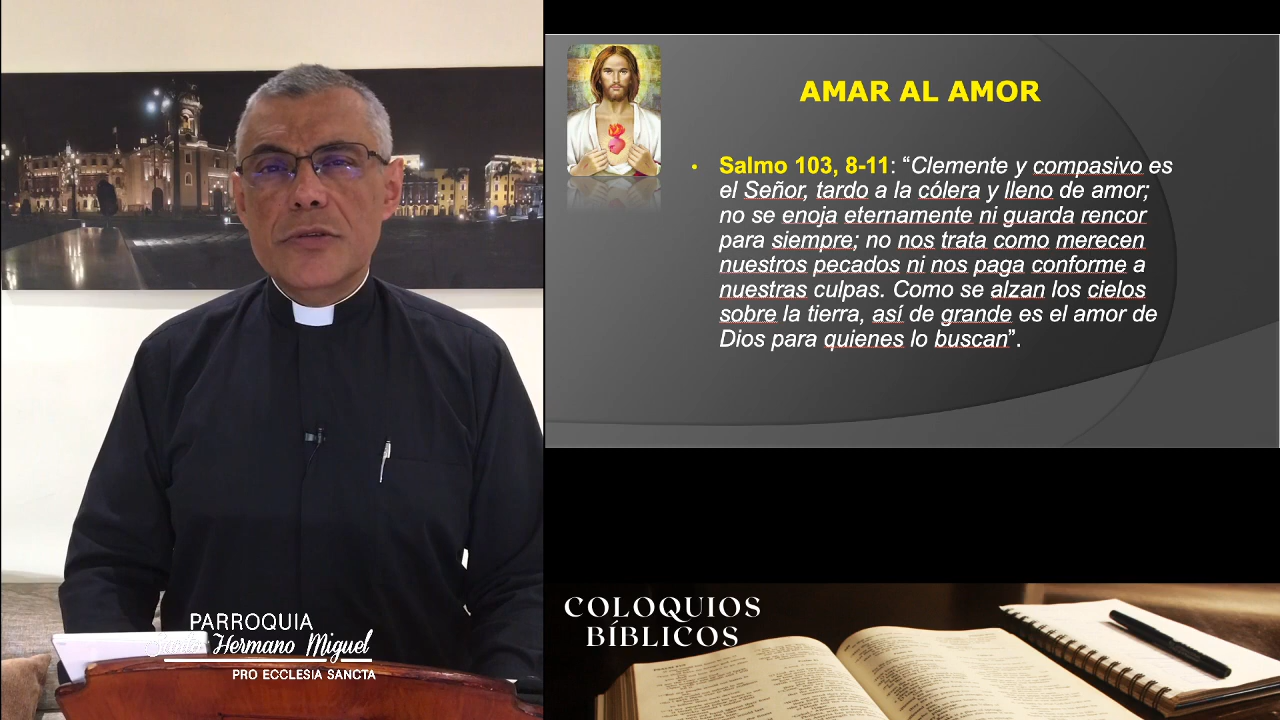 AMAR AL AMOR
• Salmo 103, 8-11: “Clemente y compasivo es
el Señor, tardo a la cólera y lleno de amor;
no se enoja eternamente ni guarda rencor
para siempre; no nos trata como merecen
nuestros pecados ni nos paga conforme a
nuestras culpas. Como se alzan los cielos
sobre la tierra, así de grande es el amor de
Dios para quienes lo buscan”.
PARROQUIA
Santo Hermano Miguel
PRO ECCLESIA SANCTA
COLOQUIOS
BÍBLICOS